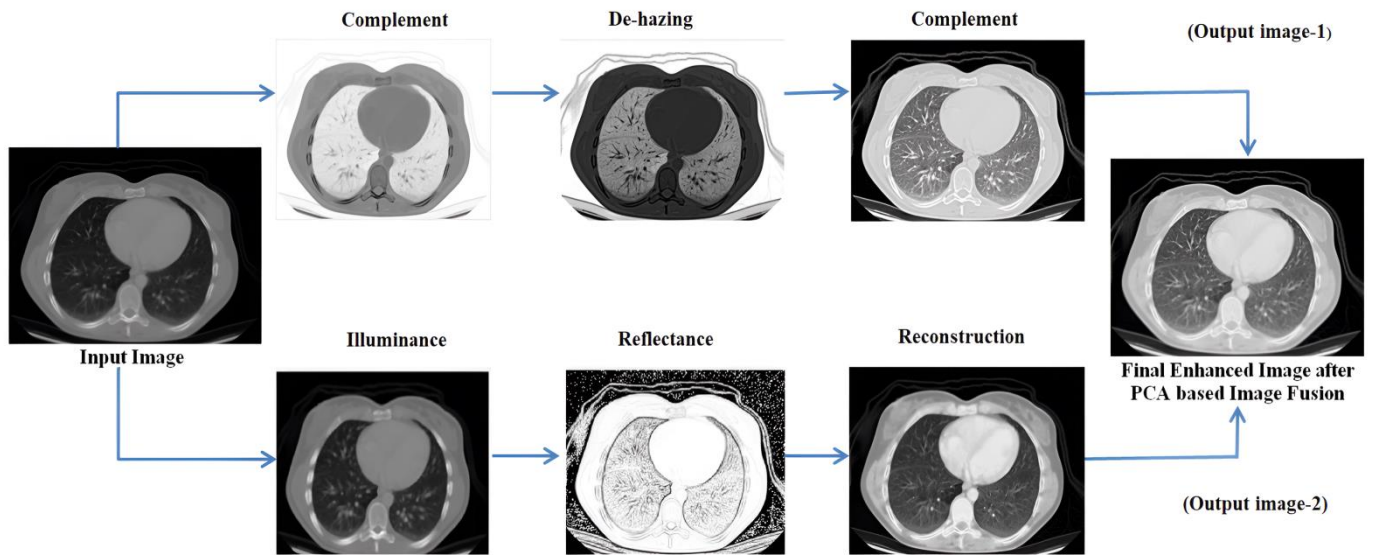 Complement
De-hazing
Complement
(Output image-1)
Input Image
Illuminance
Reflectance
Reconstruction
Final Enhanced Image after
PCA based Image Fusion
(Output image-2)